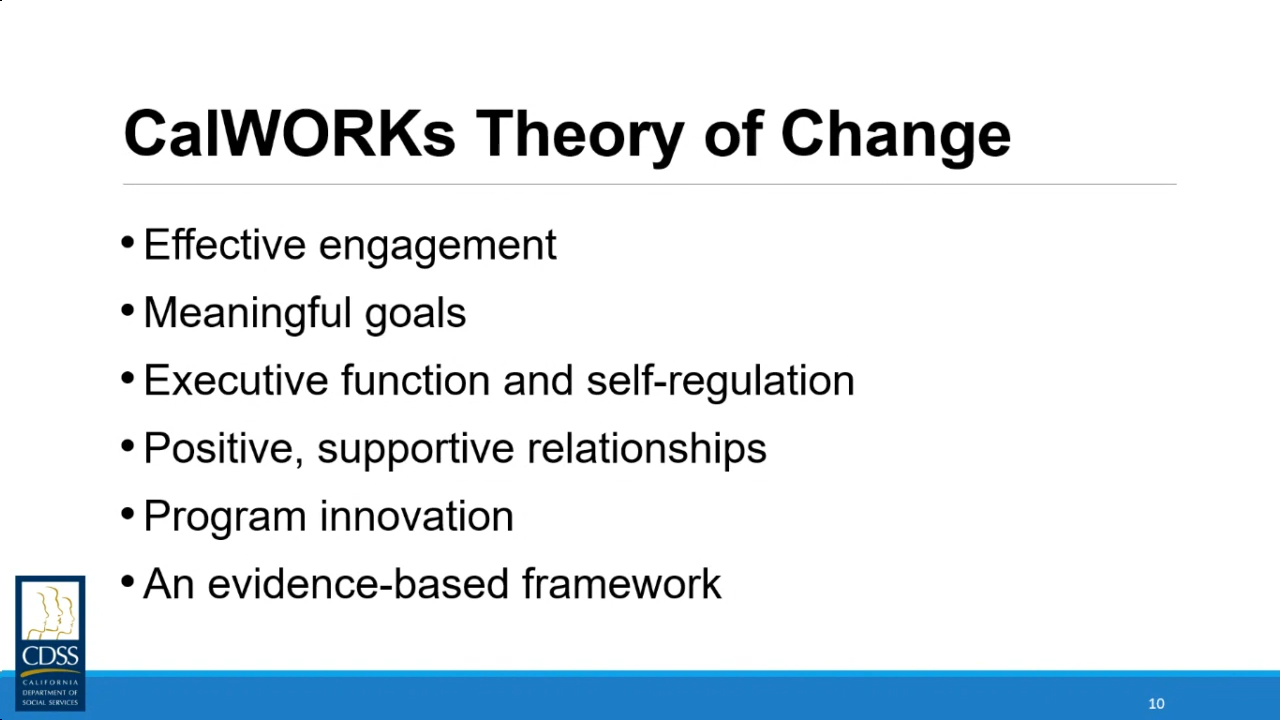 CalWORKs Theory of Change
• Effective engagement
• Meaningful goals
• Executive function and self-regulation
• Positive, supportive relationships
• Program innovation
• An evidence-based framework
CDSS
CALIFORNIA
DEPARTMENT OF
SOCIAL SERVICES
10